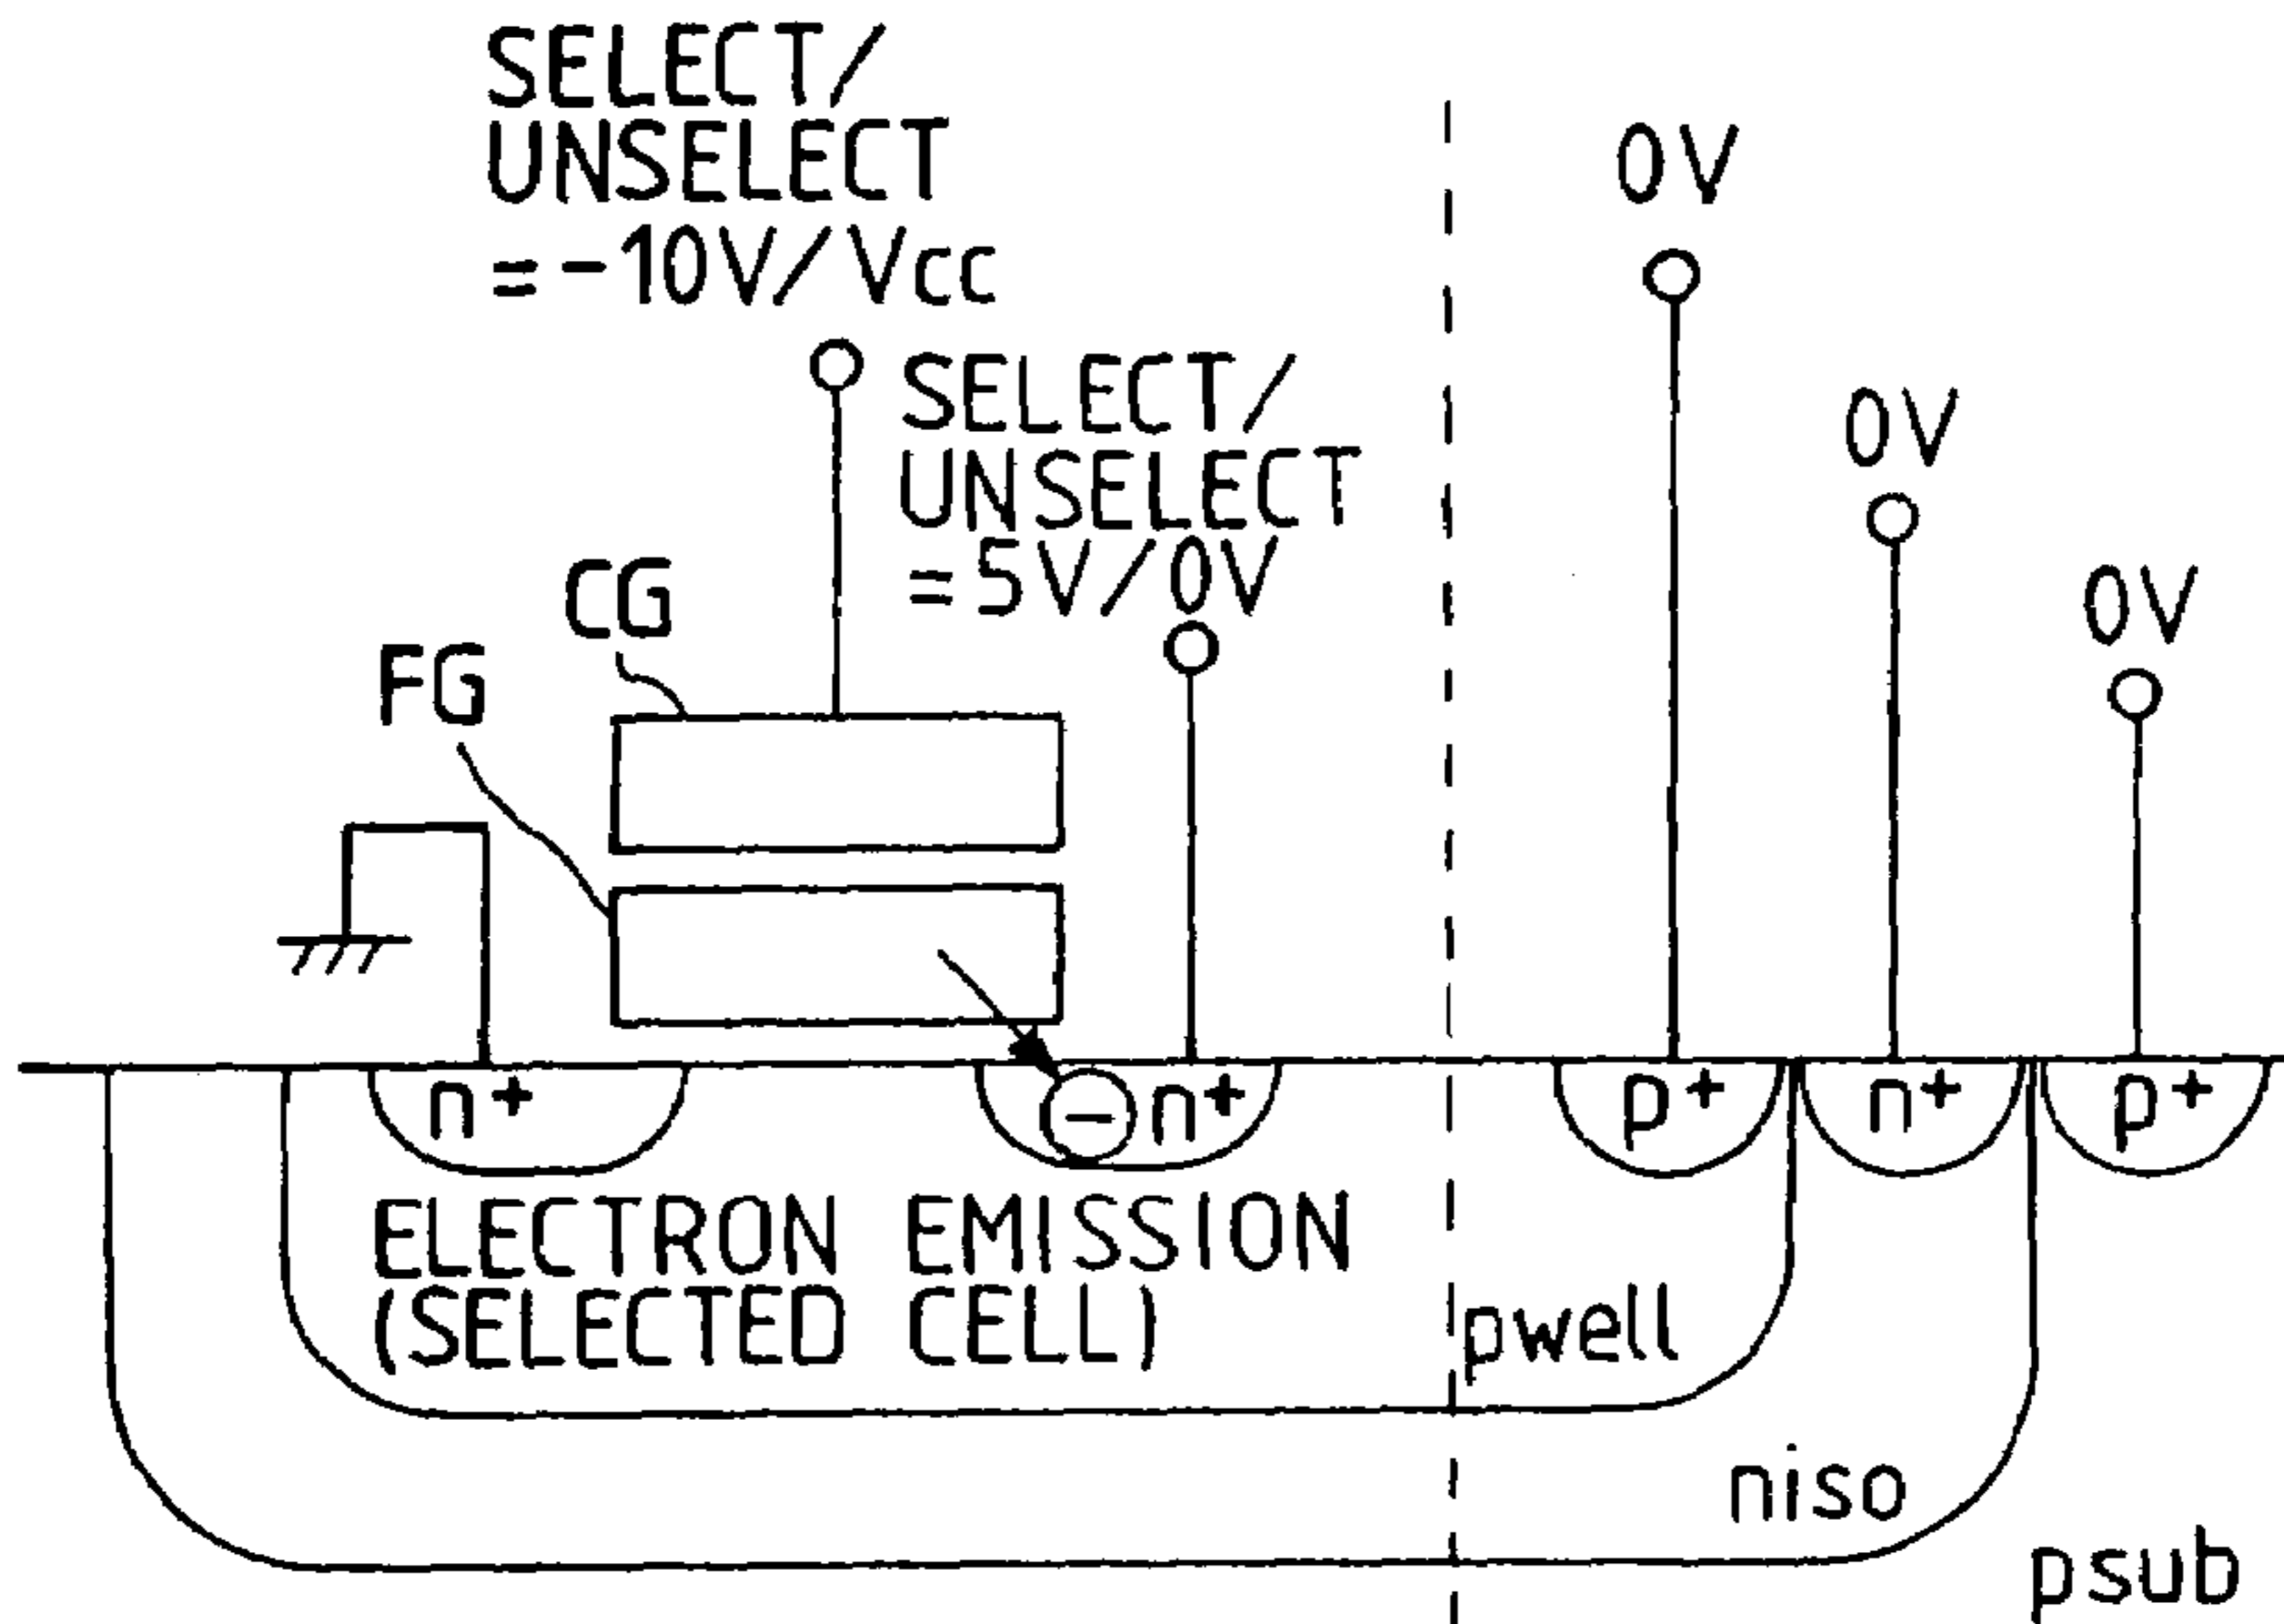 SELECT/
UNSELECT
=-10V/Vcc
0V
SELECT/
UNSELECT
=5V/0V
0V
0V
CG
FG
n+
- n+
p+
n+
p+
ELECTRON EMISSION
(SELECTED CELL)
pwell
niso
psub